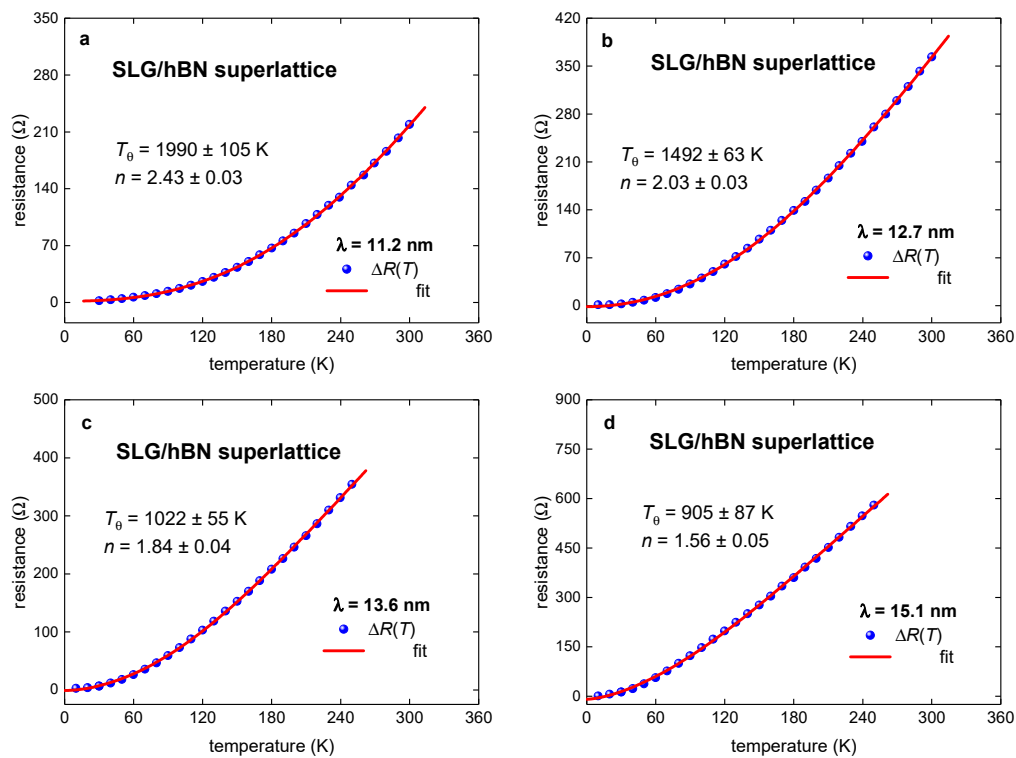 a
SLG/hBN superlattice
Tθ = 1990 ± 105 K
n = 2.43 ± 0.03
λ = 11.2 nm
ΔR(T)
fit
resistance (Ω)
350
280
210
140
70
0
0 60 120 180 240 300 360
temperature (K)
b
SLG/hBN superlattice
Tθ = 1492 ± 63 K
n = 2.03 ± 0.03
λ = 12.7 nm
ΔR(T)
fit
resistance (Ω)
420
350
280
210
140
70
0
0 60 120 180 240 300 360
temperature (K)
c
SLG/hBN superlattice
Tθ = 1022 ± 55 K
n = 1.84 ± 0.04
λ = 13.6 nm
ΔR(T)
fit
resistance (Ω)
500
400
300
200
100
0
0 60 120 180 240 300 360
temperature (K)
d
SLG/hBN superlattice
Tθ = 905 ± 87 K
n = 1.56 ± 0.05
λ = 15.1 nm
ΔR(T)
fit
resistance (Ω)
900
750
600
450
300
150
0
0 60 120 180 240 300 360
temperature (K)